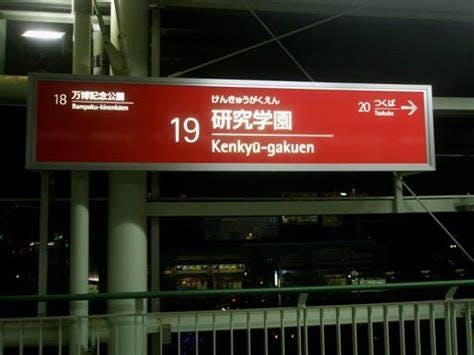 18 万博記念公園
Bampaku-kinenkōen
けんきゅうがくえん
19 研究学園
Kenkyū-gakuen
20 つくば →
Tsukuba